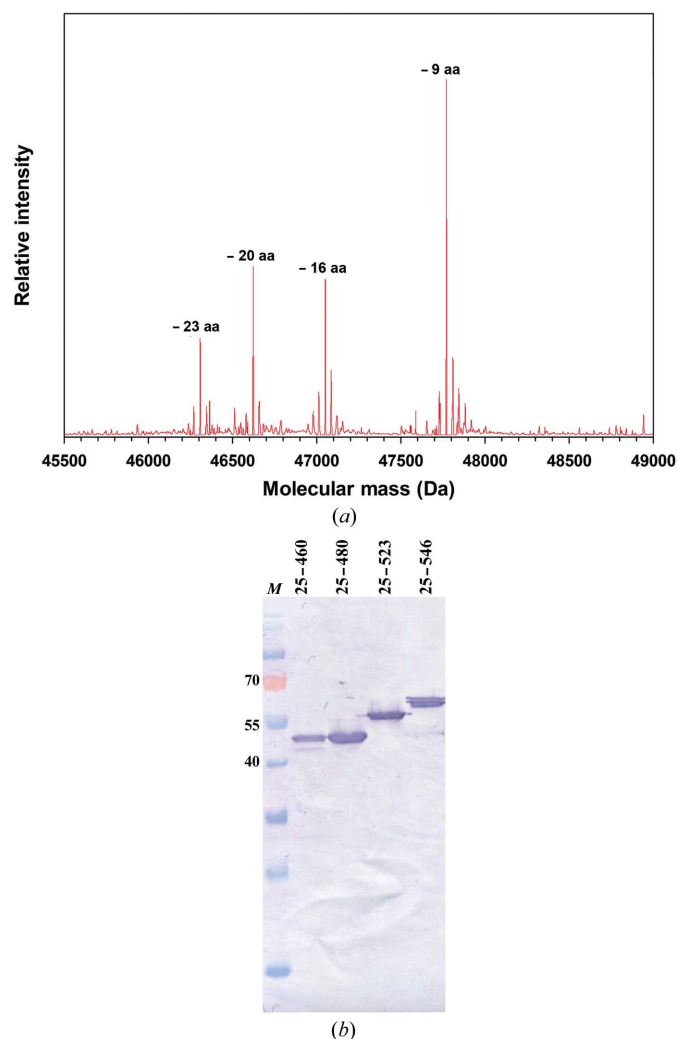 – 9 aa
– 20 aa
– 16 aa
– 23 aa
Relative intensity
45500 46000 46500 47000 47500 48000 48500 49000
Molecular mass (Da)
(a)
M 25–460 25–480 25–523 25–546
70
55
40
(b)